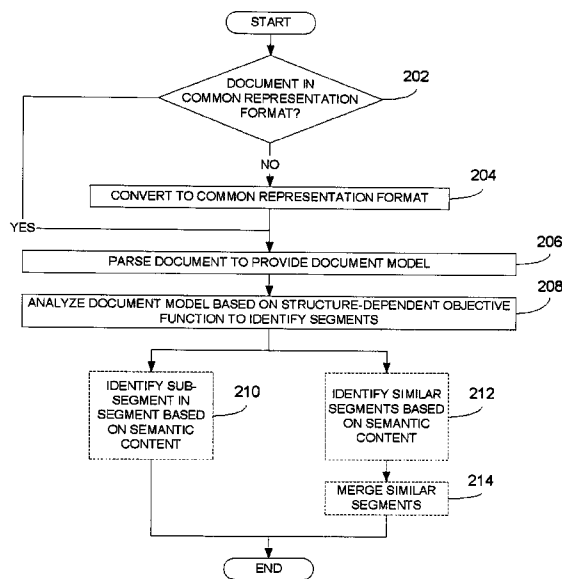 START
DOCUMENT IN
COMMON REPRESENTATION
FORMAT?
202
NO
CONVERT TO COMMON REPRESENTATION FORMAT
204
YES
PARSE DOCUMENT TO PROVIDE DOCUMENT MODEL
206
ANALYZE DOCUMENT MODEL BASED ON STRUCTURE-DEPENDENT OBJECTIVE
FUNCTION TO IDENTIFY SEGMENTS
208
IDENTIFY SUB-
SEGMENT IN
SEGMENT BASED
ON SEMANTIC
CONTENT
210
IDENTIFY SIMILAR
SEGMENTS BASED
ON SEMANTIC
CONTENT
212
MERGE SIMILAR
SEGMENTS
214
END